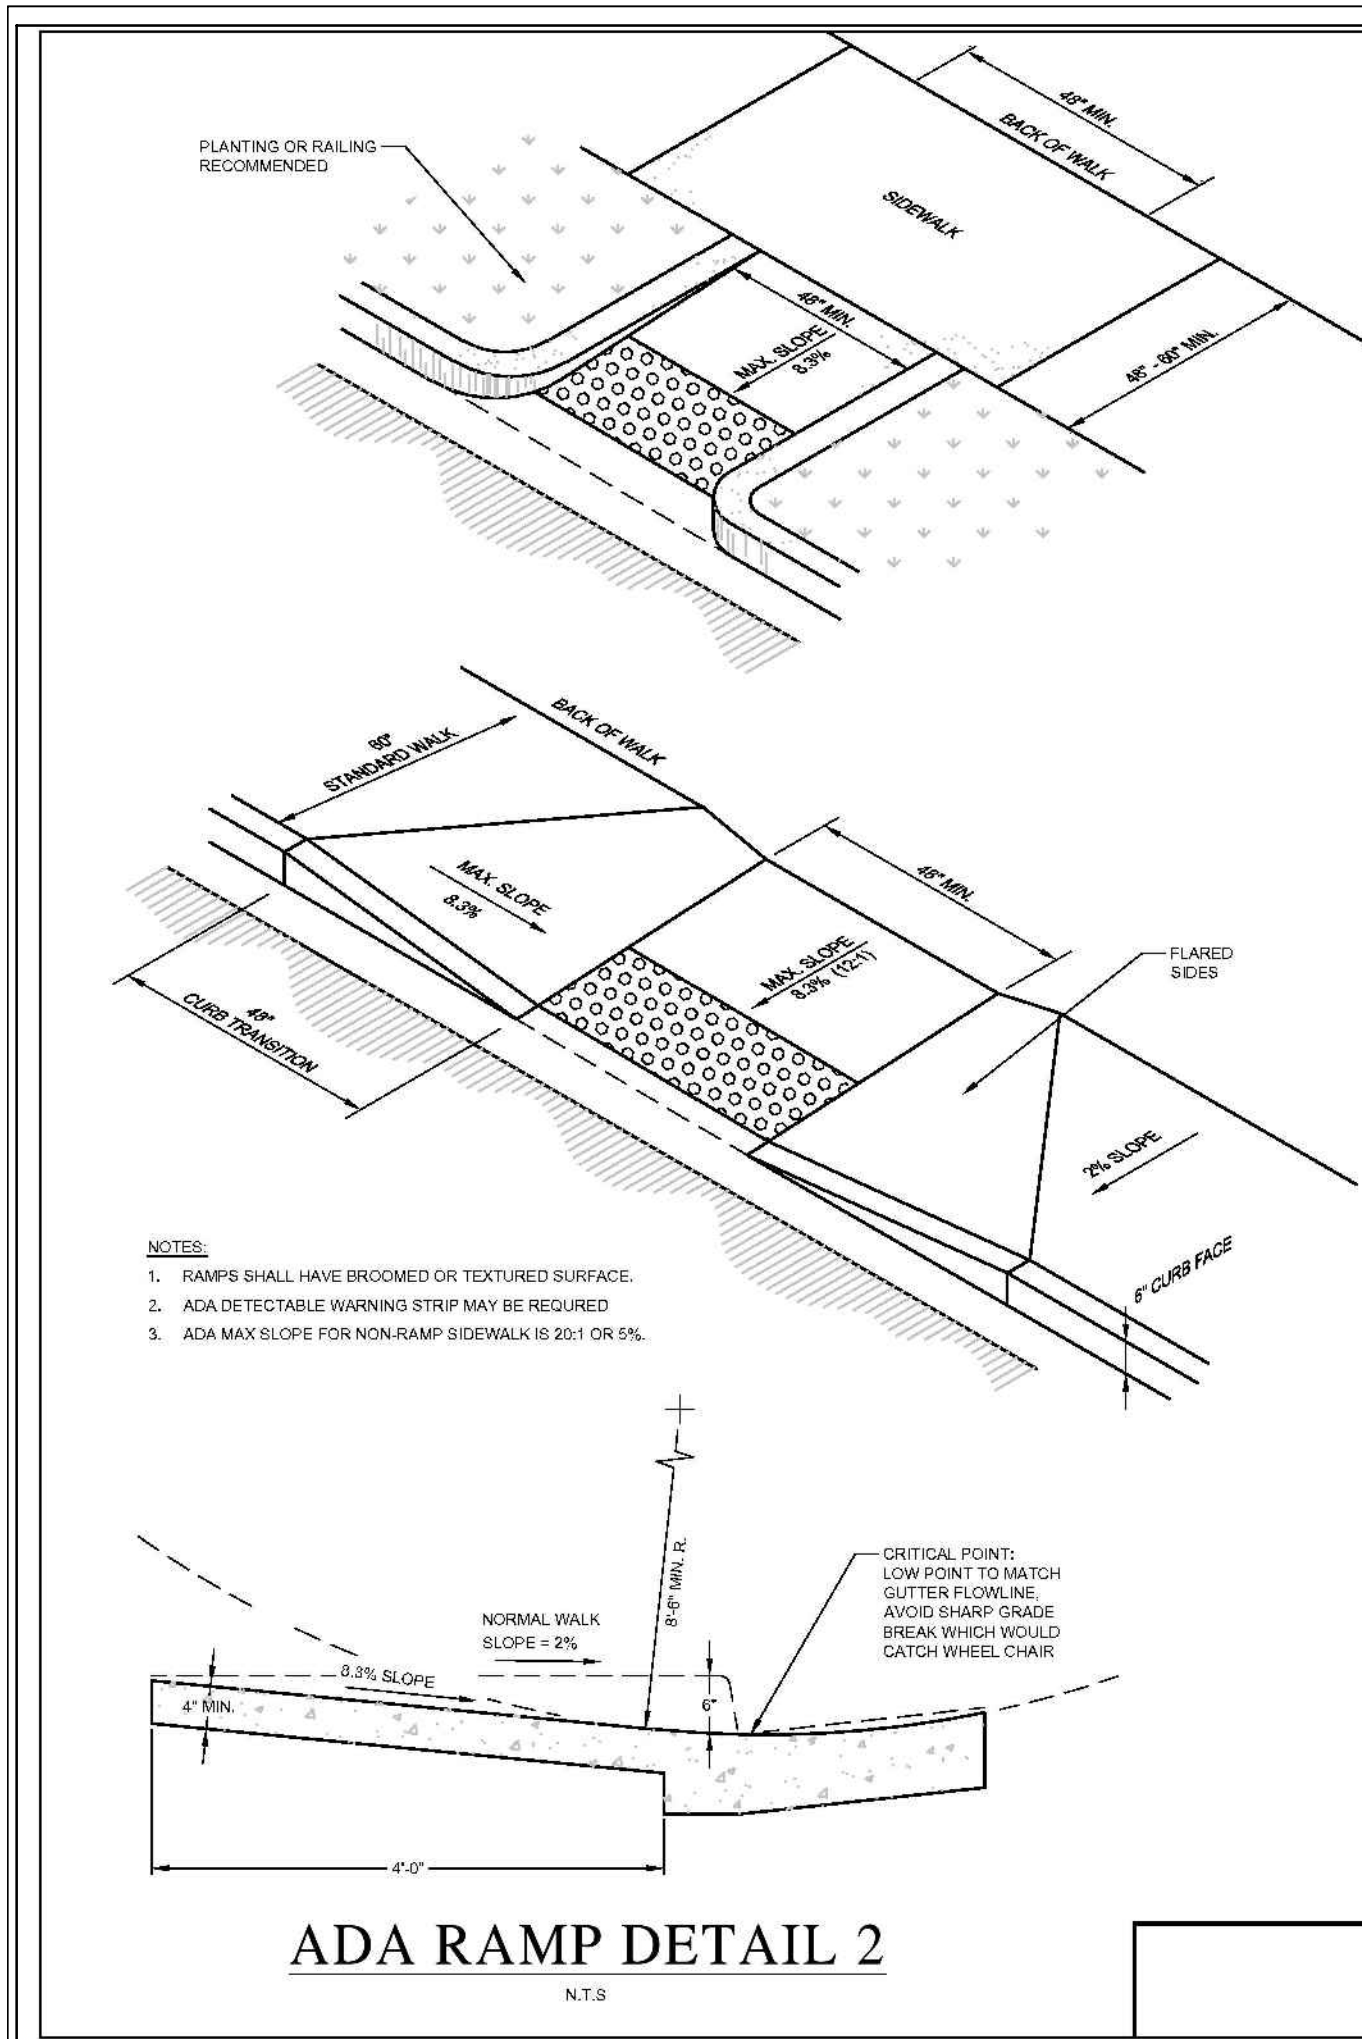 48" MIN.
BACK OF WALK
PLANTING OR RAILING
RECOMMENDED
SIDEWALK
48" MIN.
MAX. SLOPE
8.3%
48" - 60" MIN.
BACK OF WALK
60"
STANDARD WALK
48" MIN.
MAX. SLOPE
8.3%
MAX. SLOPE
8.3% (12:1)
FLARED
SIDES
48"
CURB TRANSITION
2% SLOPE
6" CURB FACE
NOTES:
1. RAMPS SHALL HAVE BROOMED OR TEXTURED SURFACE.
2. ADA DETECTABLE WARNING STRIP MAY BE REQURED
3. ADA MAX SLOPE FOR NON-RAMP SIDEWALK IS 20:1 OR 5%.
8'-6" MIN. R.
CRITICAL POINT:
LOW POINT TO MATCH
GUTTER FLOWLINE,
AVOID SHARP GRADE
BREAK WHICH WOULD
CATCH WHEEL CHAIR
NORMAL WALK
SLOPE = 2%
8.3% SLOPE
4" MIN.
6"
4'-0"
ADA RAMP DETAIL 2
N.T.S